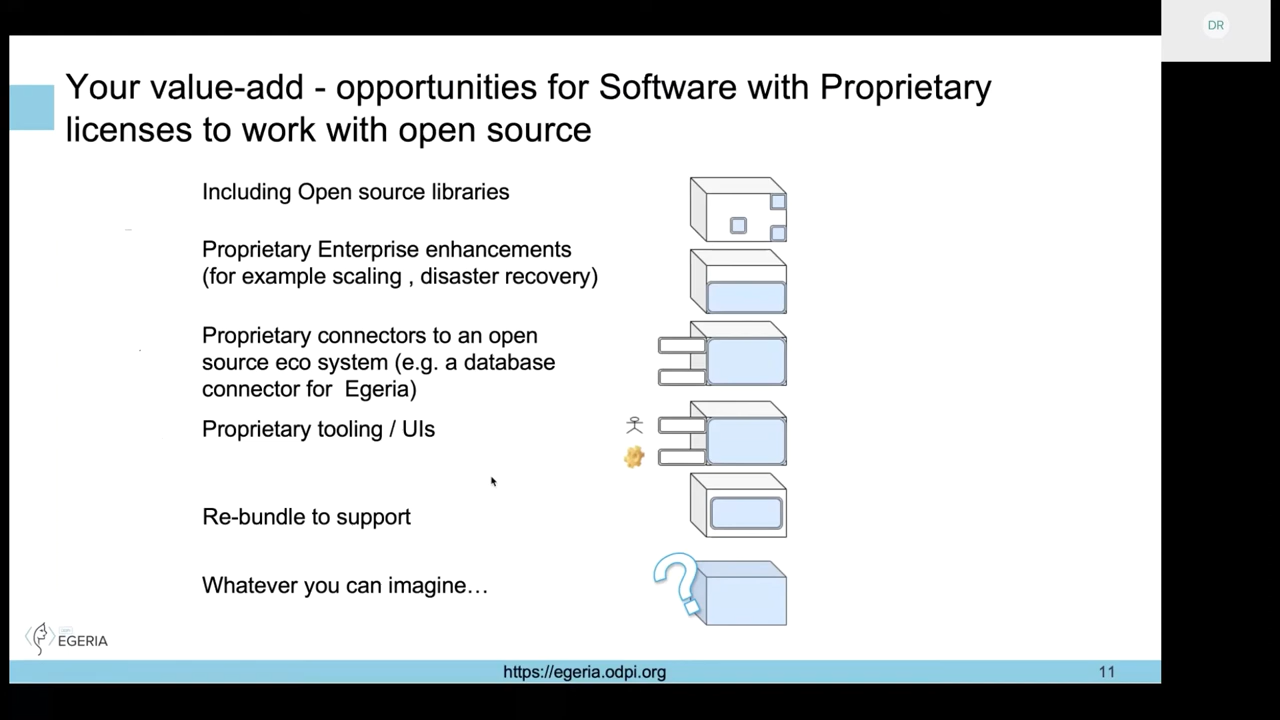 DR
Your value-add - opportunities for Software with Proprietary
licenses to work with open source
Including Open source libraries
Proprietary Enterprise enhancements
(for example scaling , disaster recovery)
Proprietary connectors to an open
source eco system (e.g. a database
connector for Egeria)
Proprietary tooling / UIs
Re-bundle to support
Whatever you can imagine…
?
EGERIA
https://egeria.odpi.org
11